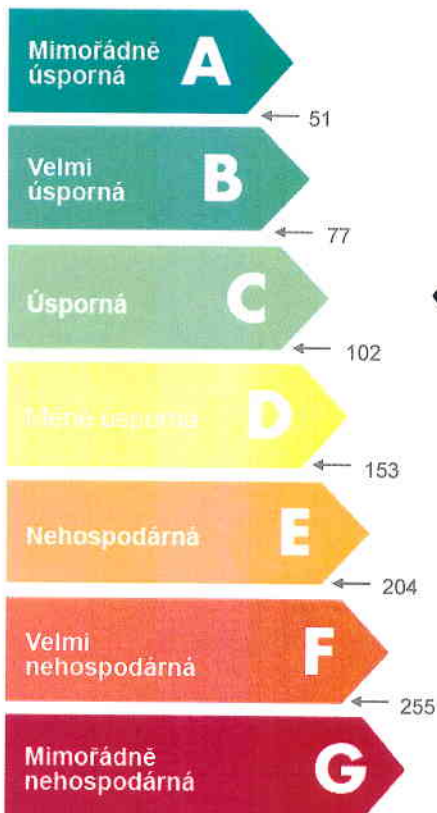 Mimořádně
úsporná
A
51
Velmi
úsporná
B
77
Úsporná
C
102
Méně úsporná
D
153
Nehospodárná
E
204
Velmi
nehospodárná
F
255
Mimořádně
nehospodárná
G